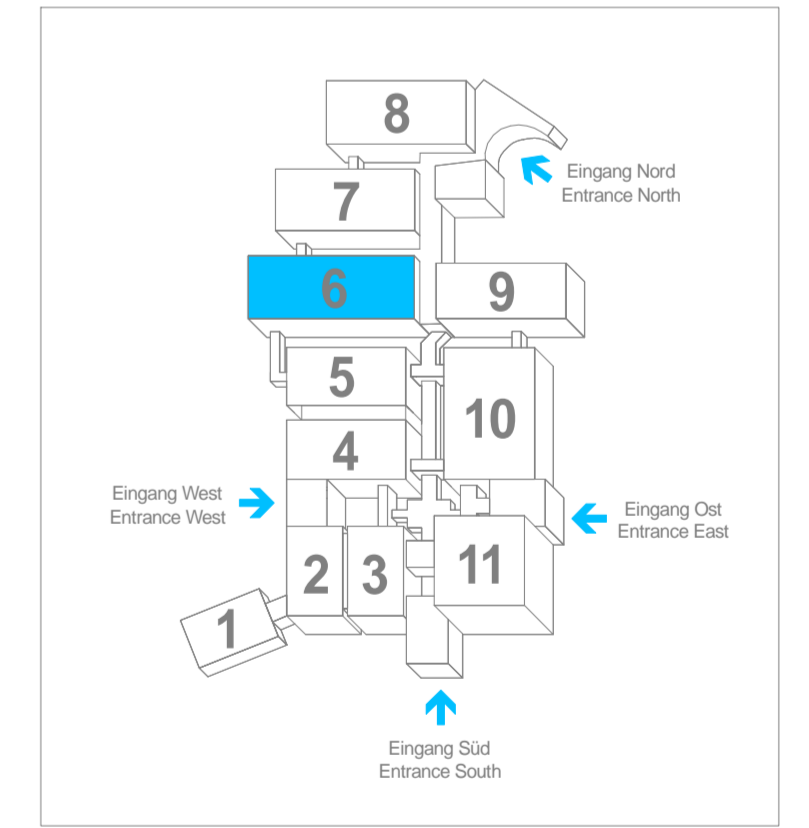 8
Eingang Nord
Entrance North
7
6
9
5
10
4
Eingang West
Entrance West
Eingang Ost
Entrance East
11
2
3
1
Eingang Süd
Entrance South